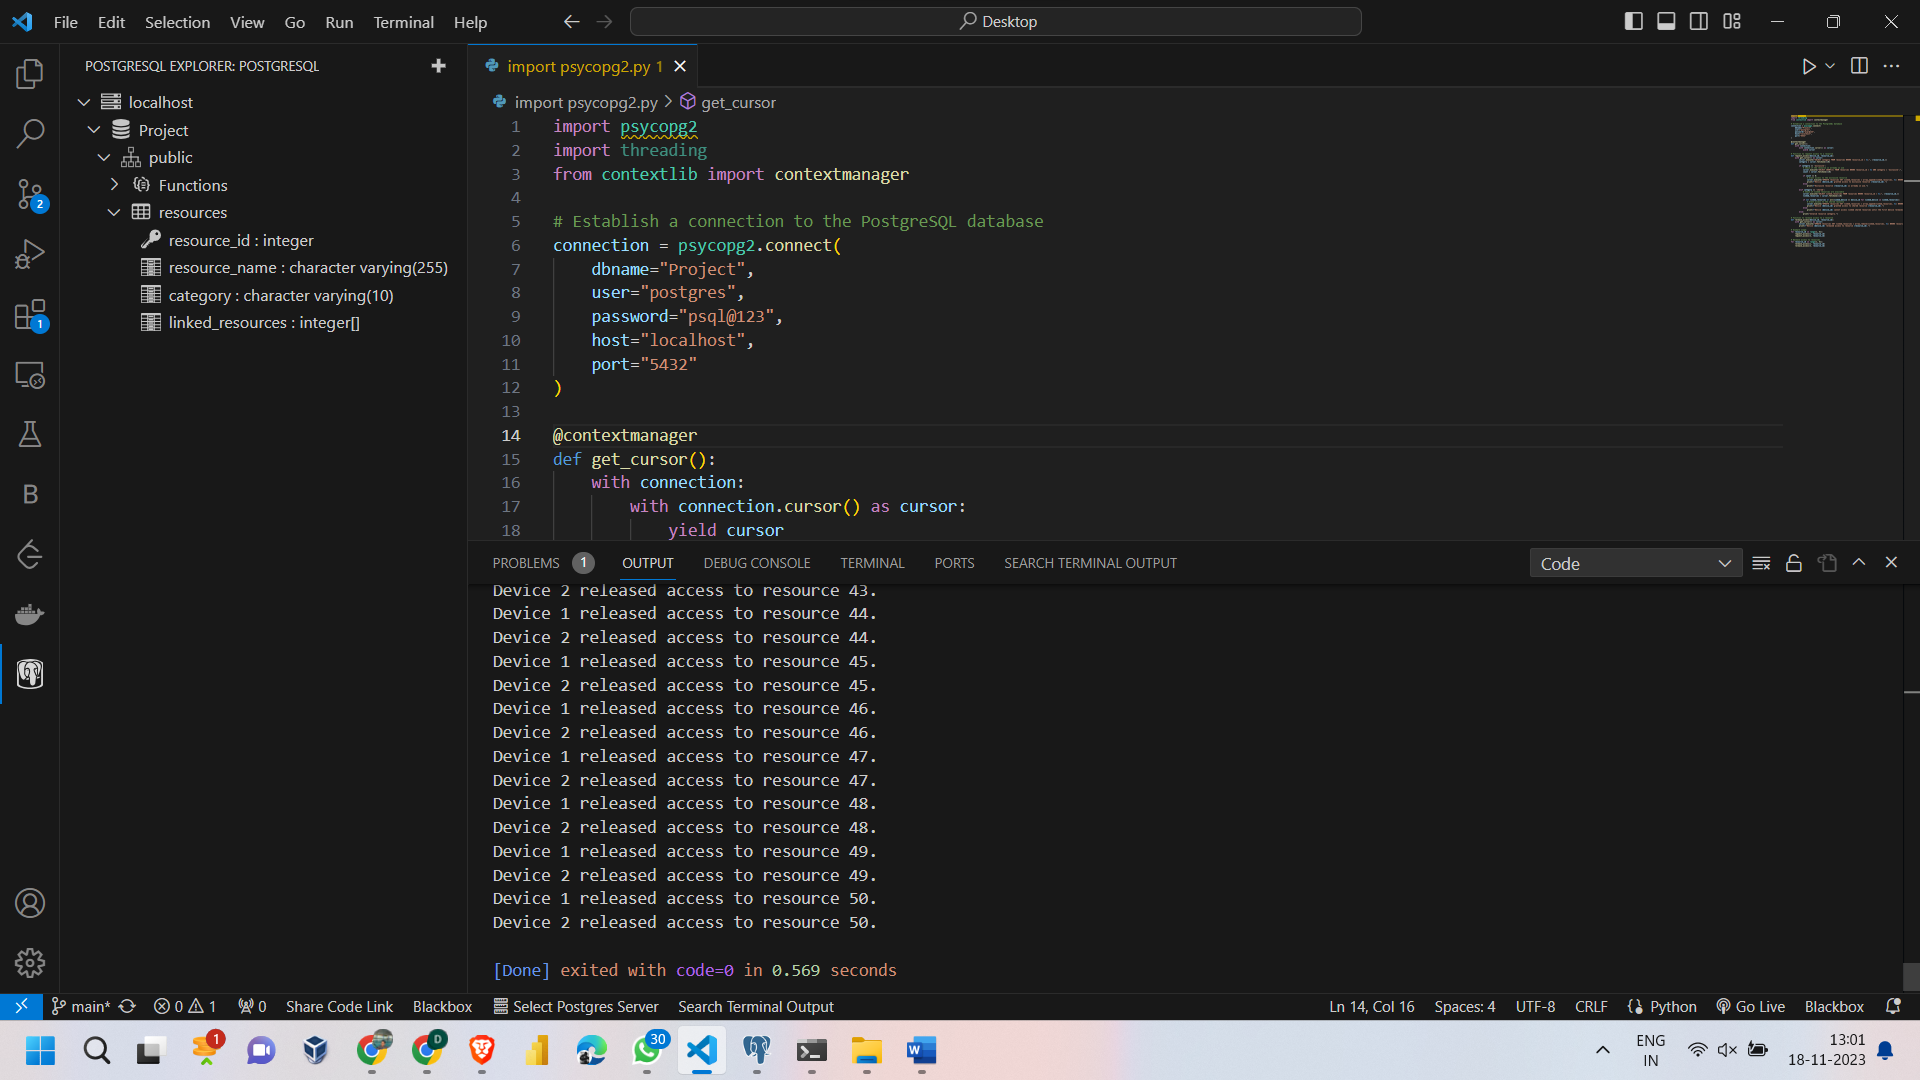 File Edit Selection View Go Run Terminal Help
Desktop
POSTGRESQL EXPLORER: POSTGRESQL
localhost
Project
public
Functions
resources
resource_id : integer
resource_name : character varying(255)
category : character varying(10)
linked_resources : integer[]
2
1
B
import psycopg2.py 1
import psycopg2.py > get_cursor
1 import psycopg2
2 import threading
3 from contextlib import contextmanager
4
5 # Establish a connection to the PostgreSQL database
6 connection = psycopg2.connect(
7 dbname="Project",
8 user="postgres",
9 password="psql@123",
10 host="localhost",
11 port="5432"
12 )
13
14 @contextmanager
15 def get_cursor():
16 with connection:
17 with connection.cursor() as cursor:
18 yield cursor
PROBLEMS 1 OUTPUT DEBUG CONSOLE TERMINAL PORTS SEARCH TERMINAL OUTPUT
Code
Device 2 released access to resource 43.
Device 1 released access to resource 44.
Device 2 released access to resource 44.
Device 1 released access to resource 45.
Device 2 released access to resource 45.
Device 1 released access to resource 46.
Device 2 released access to resource 46.
Device 1 released access to resource 47.
Device 2 released access to resource 47.
Device 1 released access to resource 48.
Device 2 released access to resource 48.
Device 1 released access to resource 49.
Device 2 released access to resource 49.
Device 1 released access to resource 50.
Device 2 released access to resource 50.
[Done] exited with code=0 in 0.569 seconds
main* 0 1 0 Share Code Link Blackbox Select Postgres Server Search Terminal Output
Ln 14, Col 16 Spaces: 4 UTF-8 CRLF Python Go Live Blackbox
1
D
30
ENG
IN
13:01
18-11-2023